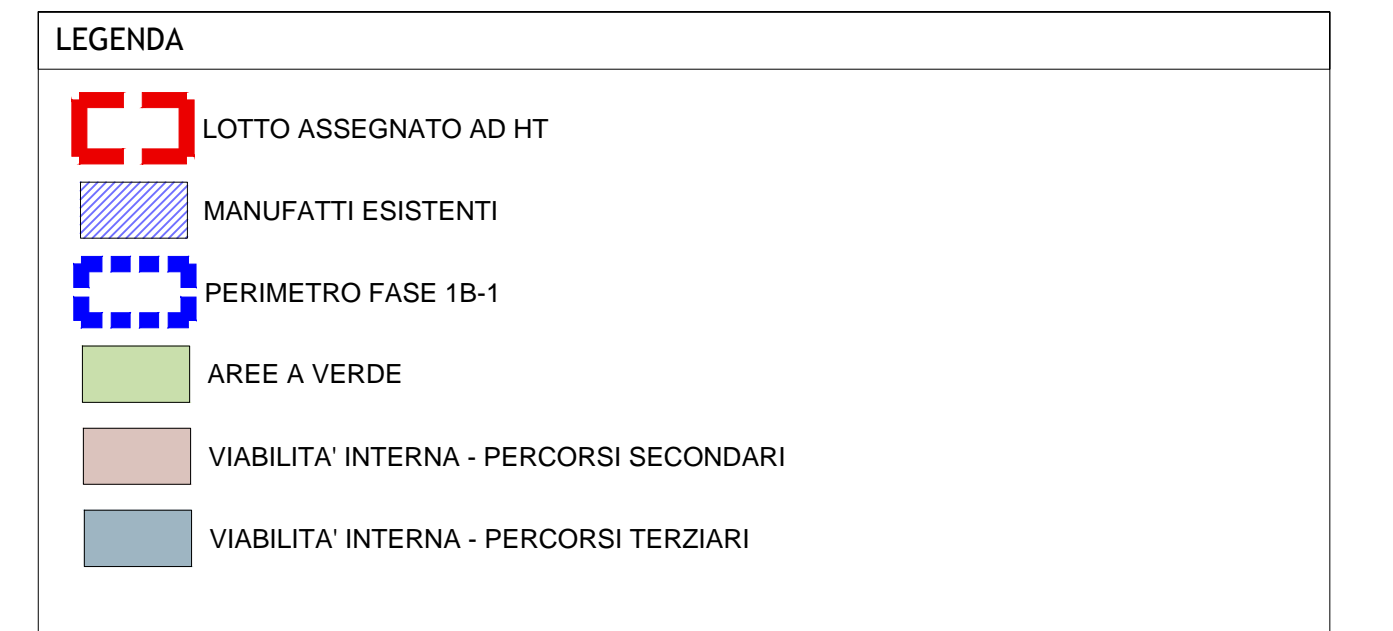 LEGENDA
LOTTO ASSEGNATO AD HT
MANUFATTI ESISTENTI
PERIMETRO FASE 1B-1
AREE A VERDE
VIABILITA' INTERNA - PERCORSI SECONDARI
VIABILITA' INTERNA - PERCORSI TERZIARI